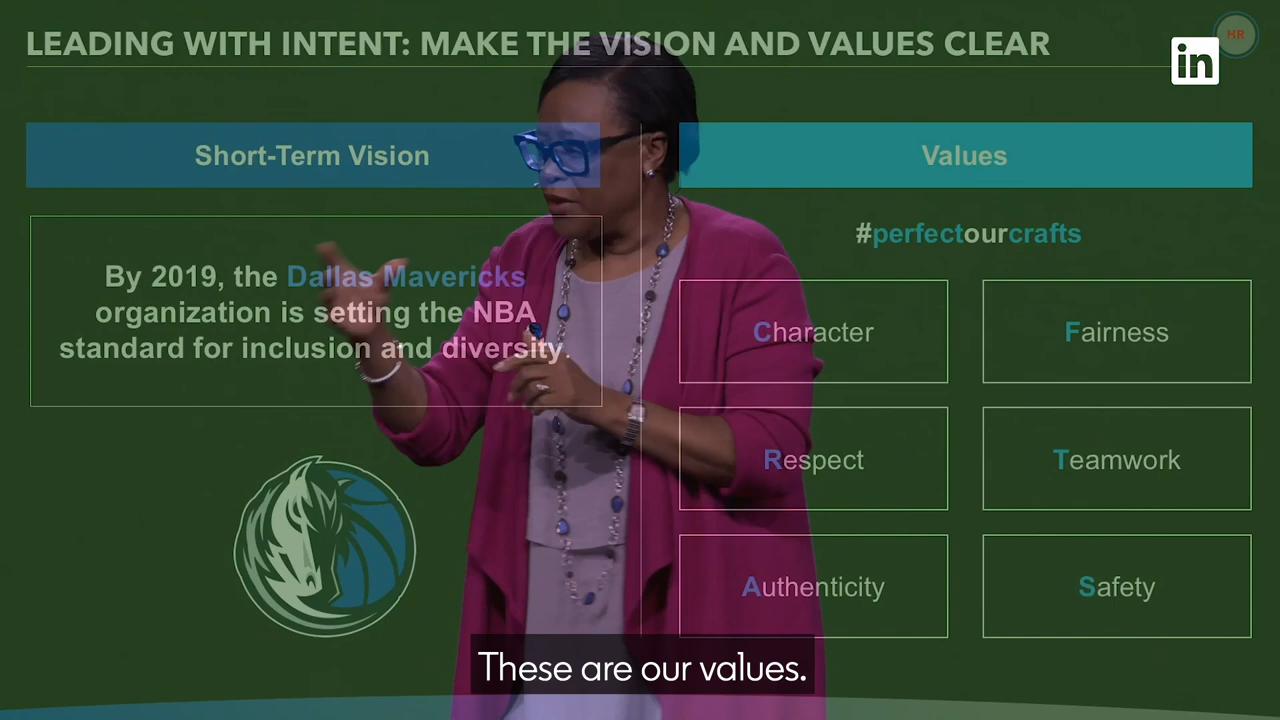 LEADING WITH INTENT: MAKE THE VISION AND VALUES CLEAR
HR
in
Short-Term Vision
Values
By 2019, the Dallas Mavericks
organization is setting the NBA
standard for inclusion and diversity.
#perfectourcrafts
Character
Fairness
Respect
Teamwork
Authenticity
Safety
These are our values.